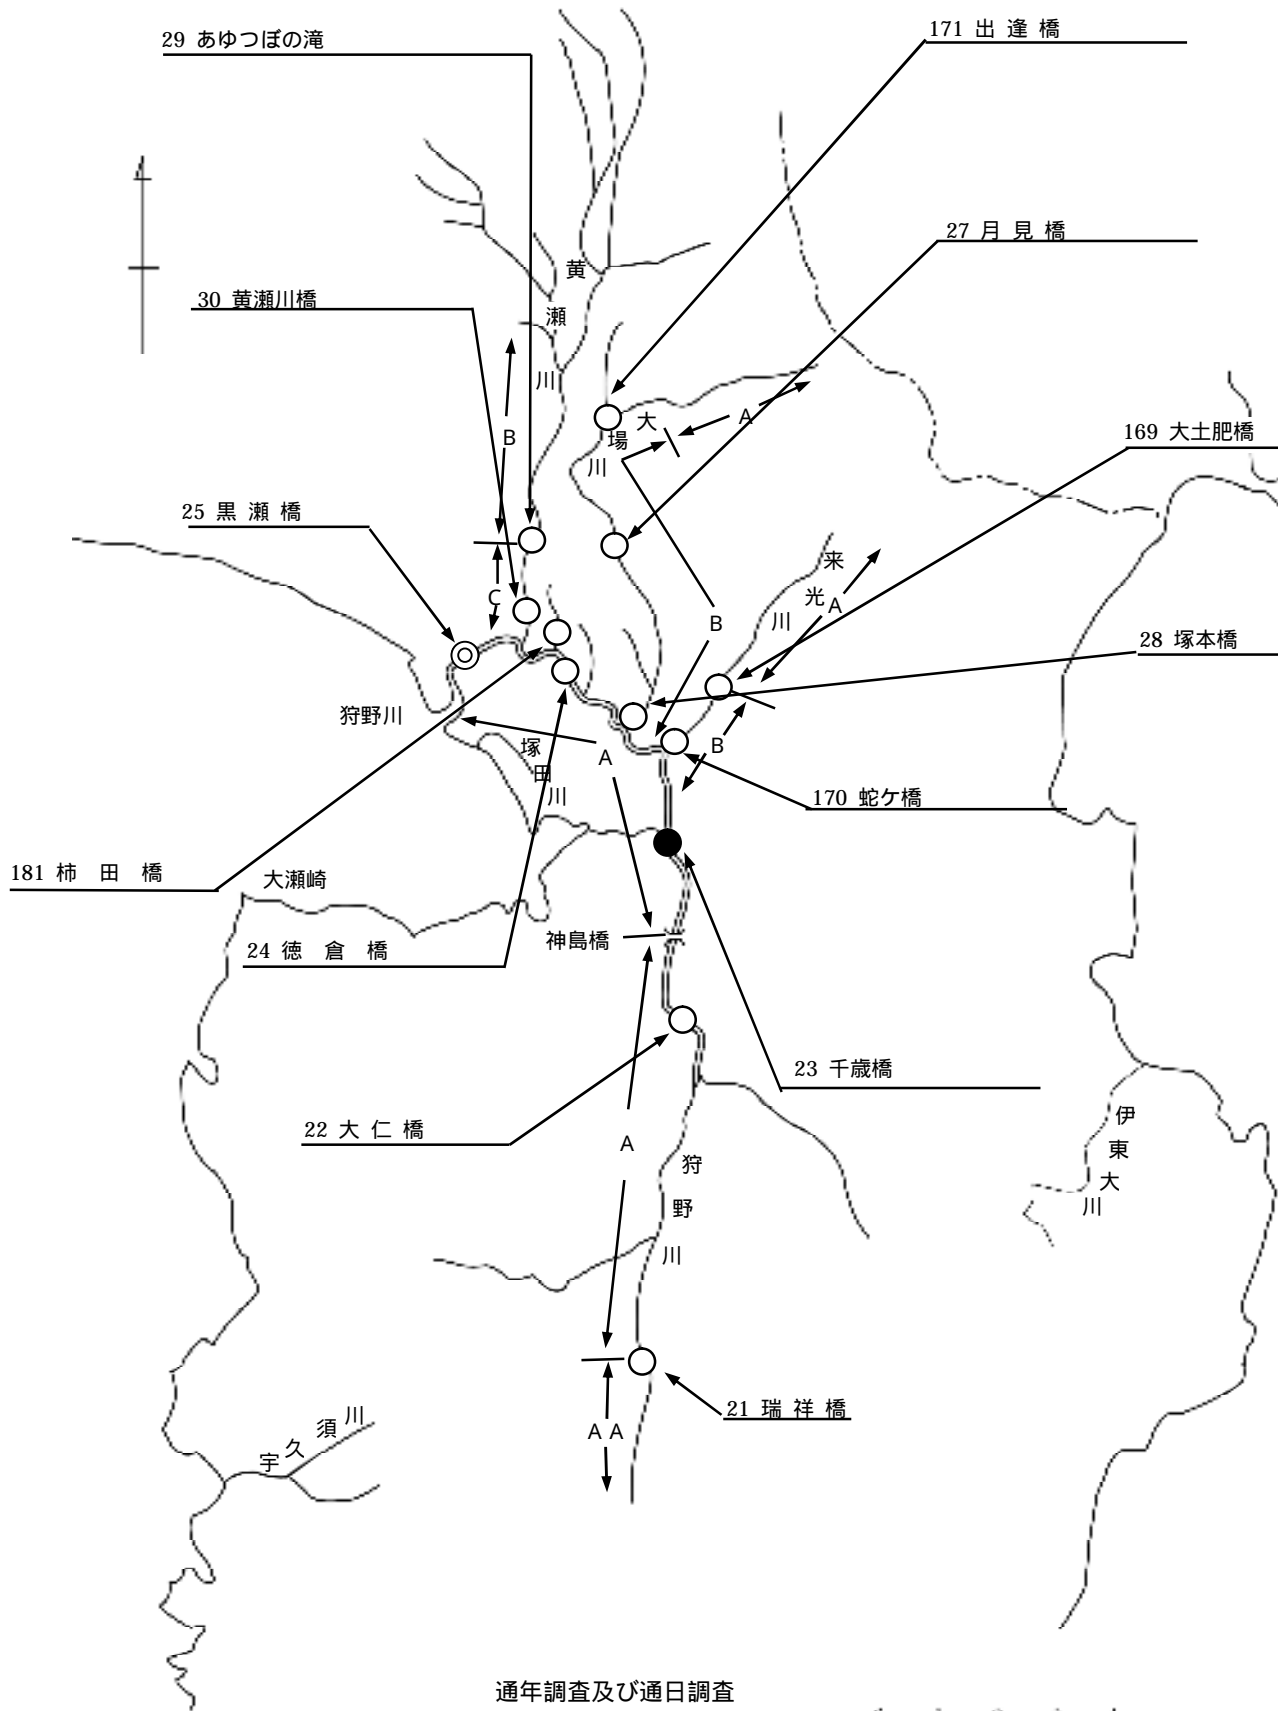 29 あゆつぼの滝
171 出 逢 橋
27 月 見 橋
黄瀬川
30 黄瀬川橋
大場川
B
A
169 大土肥橋
25 黒 瀬 橋
来光川
A
C
B
28 塚本橋
狩野川
塚田川
A
B
170 蛇ケ橋
181 柿 田 橋
大瀬崎
24 徳 倉 橋
神島橋
23 千歳橋
22 大 仁 橋
A
狩野川
伊東大川
21 瑞 祥 橋
A A
宇久須川
通年調査及び通日調査